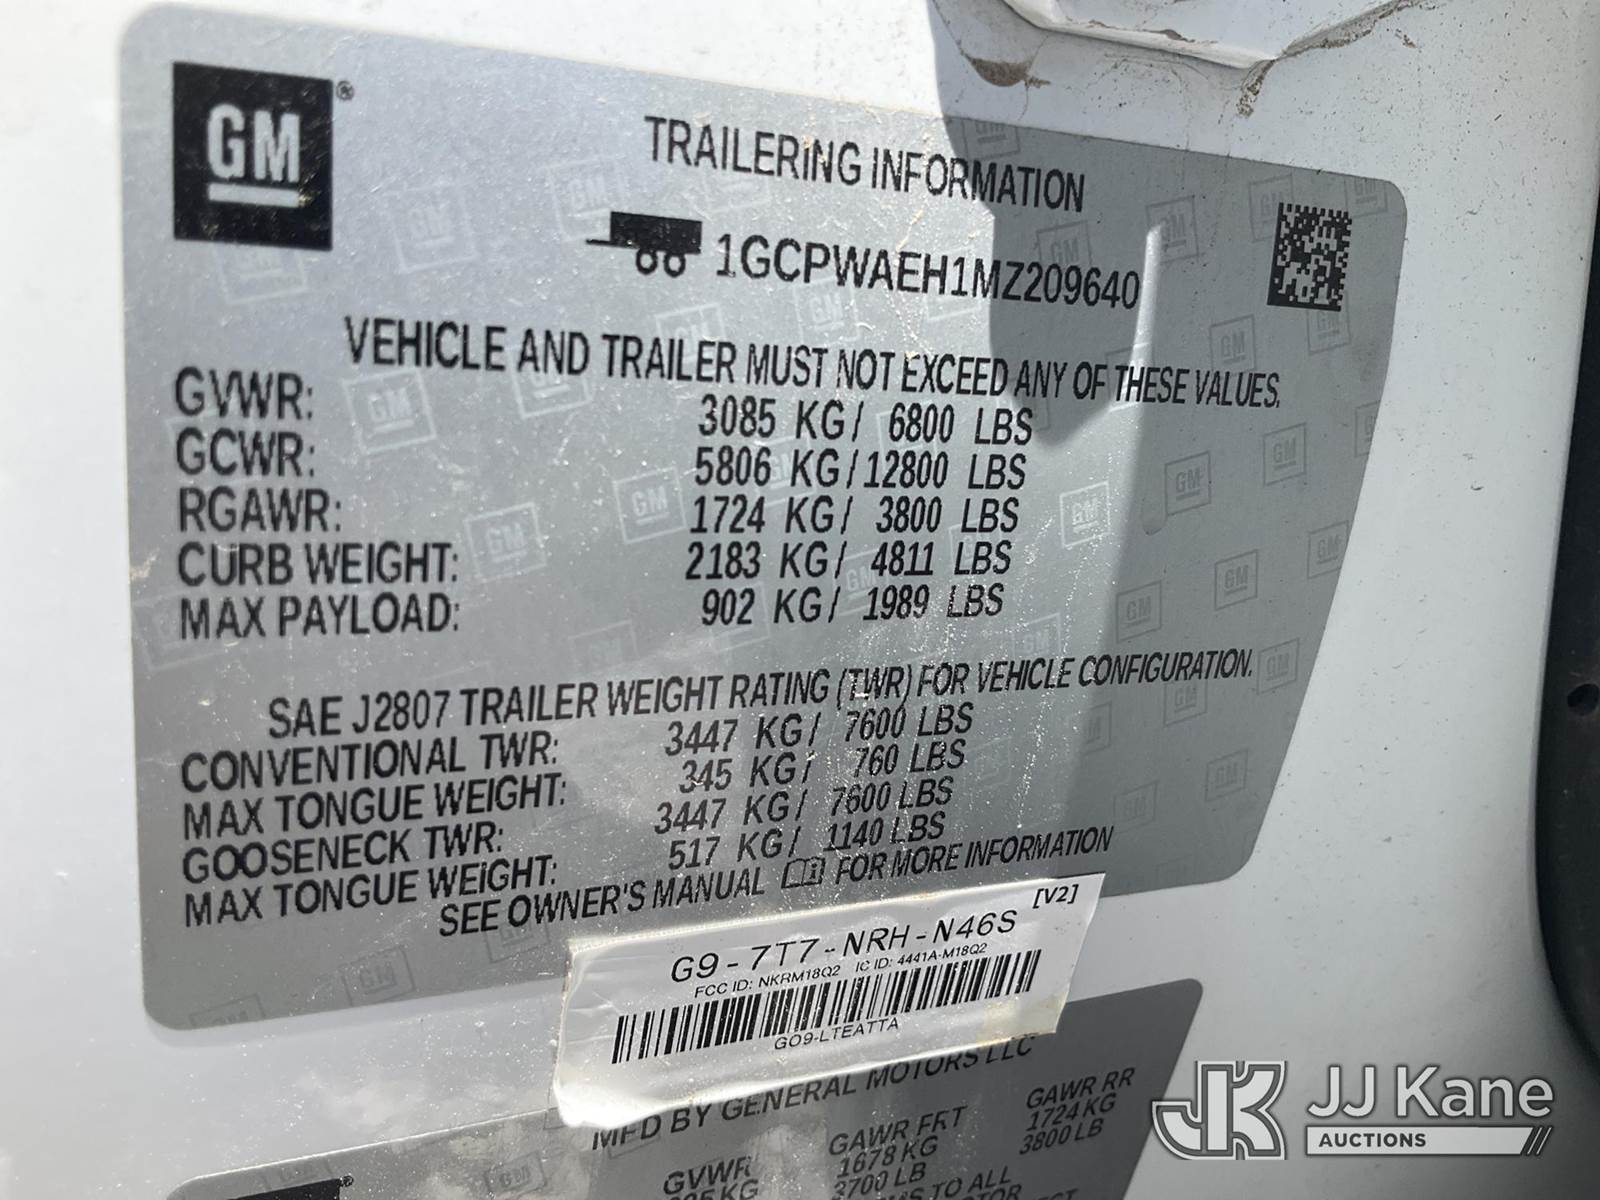 GM®
TRAILERING INFORMATION
1GCPWAEH1MZ209640
VEHICLE AND TRAILER MUST NOT EXCEED ANY OF THESE VALUES.
GVWR: 3085 KG/ 6800 LBS
GCWR: 5806 KG/12800 LBS
RGAWR: 1724 KG/ 3800 LBS
CURB WEIGHT: 2183 KG/ 4811 LBS
MAX PAYLOAD: 902 KG/ 1989 LBS
SAE J2807 TRAILER WEIGHT RATING (TWR) FOR VEHICLE CONFIGURATION.
CONVENTIONAL TWR: 3447 KG/ 7600 LBS
MAX TONGUE WEIGHT: 345 KG/ 760 LBS
GOOSENECK TWR: 3447 KG/ 7600 LBS
MAX TONGUE WEIGHT: 517 KG/ 1140 LBS
SEE OWNER'S MANUAL FOR MORE INFORMATION
[V2]
G9-7T7-NRH-N46S
FCC ID: NKRM18Q2 IC ID: 4441A-M18Q2
GO9-LTEATTA
MFD BY GENERAL MOTORS LLC
GVWR GAWR FRT GAWR RR
1678 KG 1724 KG
3700 LB 3800 LB
TO ALL
JJ Kane
AUCTIONS